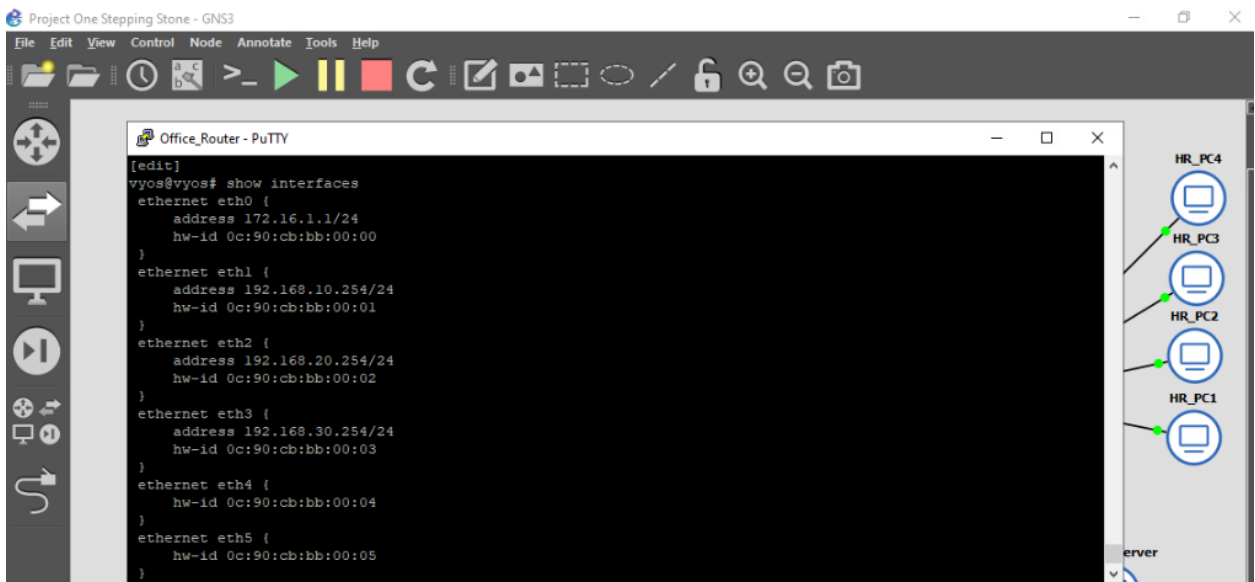 Project One Stepping Stone - GNS3
File Edit View Control Node Annotate Tools Help
Office_Router - PuTTY
[edit]
vyos@vyos# show interfaces
 ethernet eth0 {
     address 172.16.1.1/24
     hw-id 0c:90:cb:bb:00:00
 }
 ethernet eth1 {
     address 192.168.10.254/24
     hw-id 0c:90:cb:bb:00:01
 }
 ethernet eth2 {
     address 192.168.20.254/24
     hw-id 0c:90:cb:bb:00:02
 }
 ethernet eth3 {
     address 192.168.30.254/24
     hw-id 0c:90:cb:bb:00:03
 }
 ethernet eth4 {
     hw-id 0c:90:cb:bb:00:04
 }
 ethernet eth5 {
     hw-id 0c:90:cb:bb:00:05
 }
HR_PC4
HR_PC3
HR_PC2
HR_PC1
erver